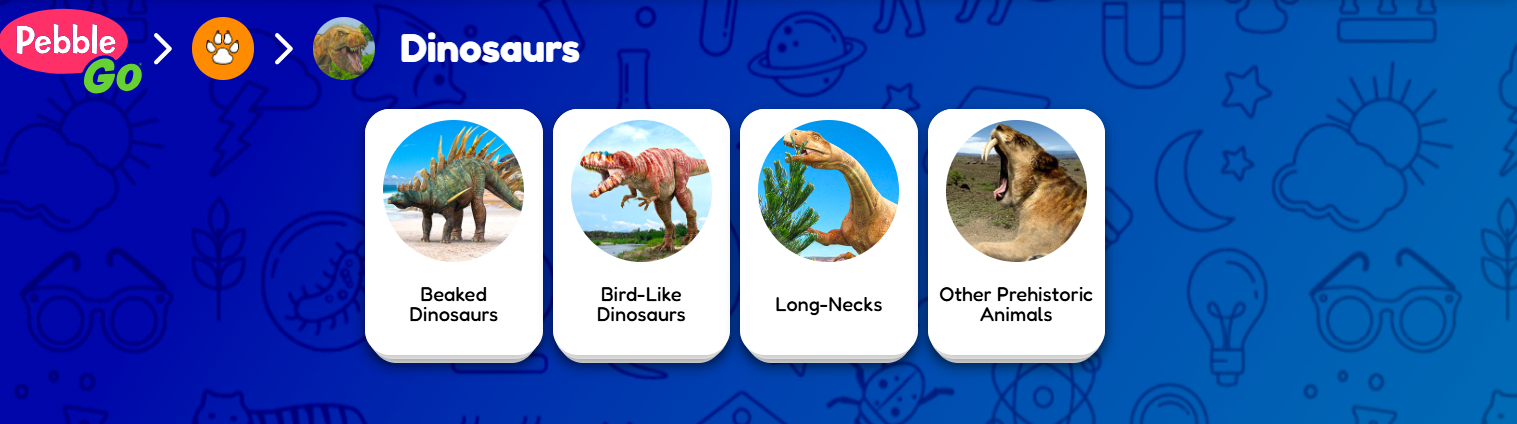 Pebble
Go
Dinosaurs
Beaked
Dinosaurs
Bird-Like
Dinosaurs
Long-Necks
Other Prehistoric
Animals